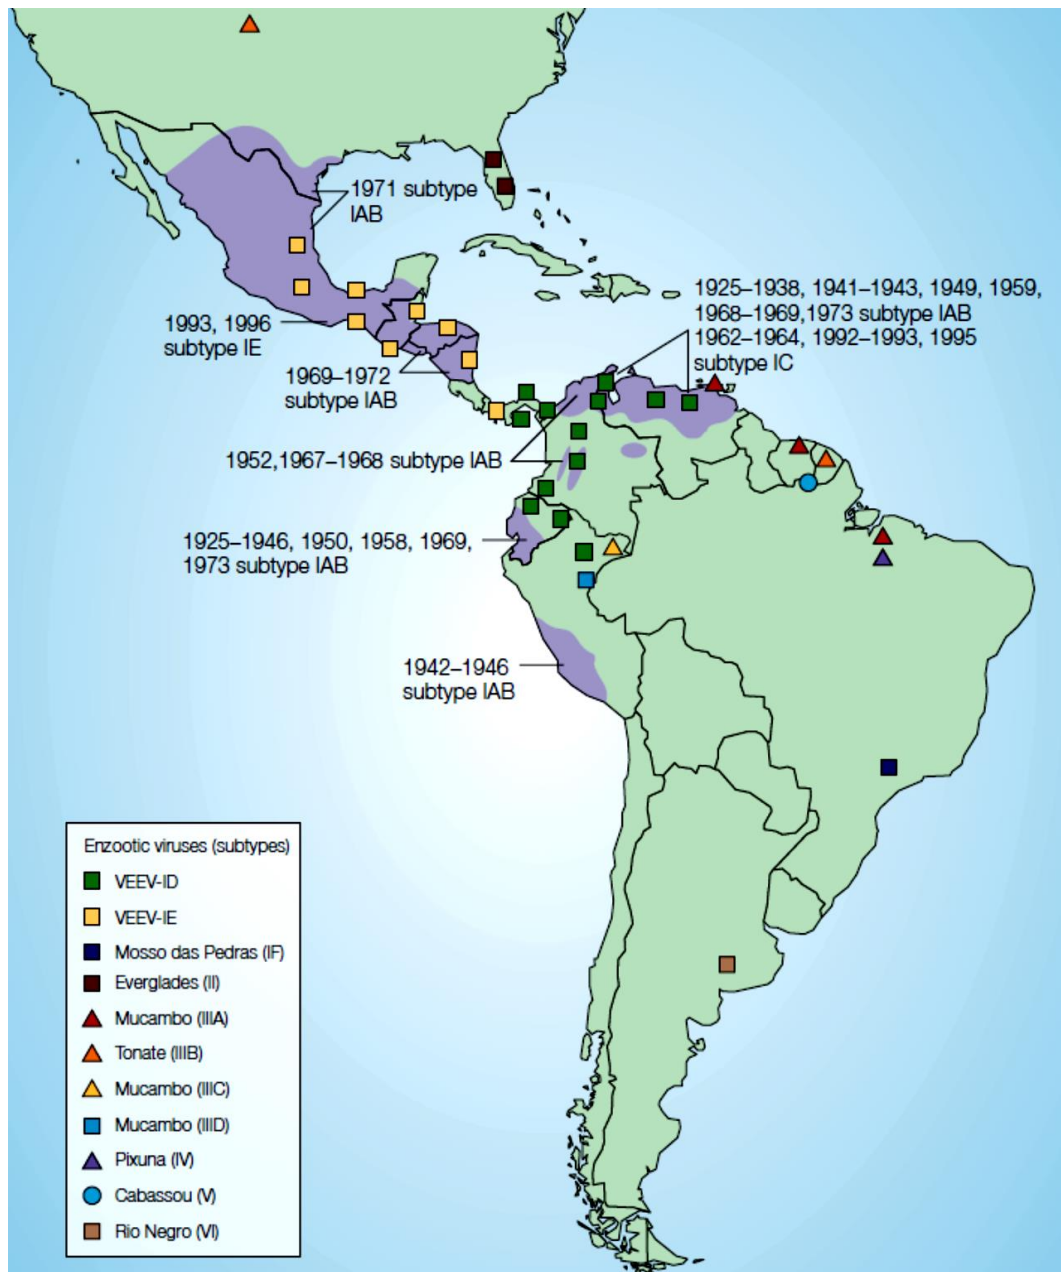 1971 subtype
IAB
1925–1938, 1941–1943, 1949, 1959,
1968–1969,1973 subtype IAB
1962–1964, 1992–1993, 1995
subtype IC
1993, 1996
subtype IE
1969–1972
subtype IAB
1952,1967–1968 subtype IAB
1925–1946, 1950, 1958, 1969,
1973 subtype IAB
1942–1946
subtype IAB
Enzootic viruses (subtypes)
VEEV-ID
VEEV-IE
Mosso das Pedras (IF)
Everglades (II)
Mucambo (IIIA)
Tonate (IIIB)
Mucambo (IIIC)
Mucambo (IIID)
Pixuna (IV)
Cabassou (V)
Rio Negro (VI)